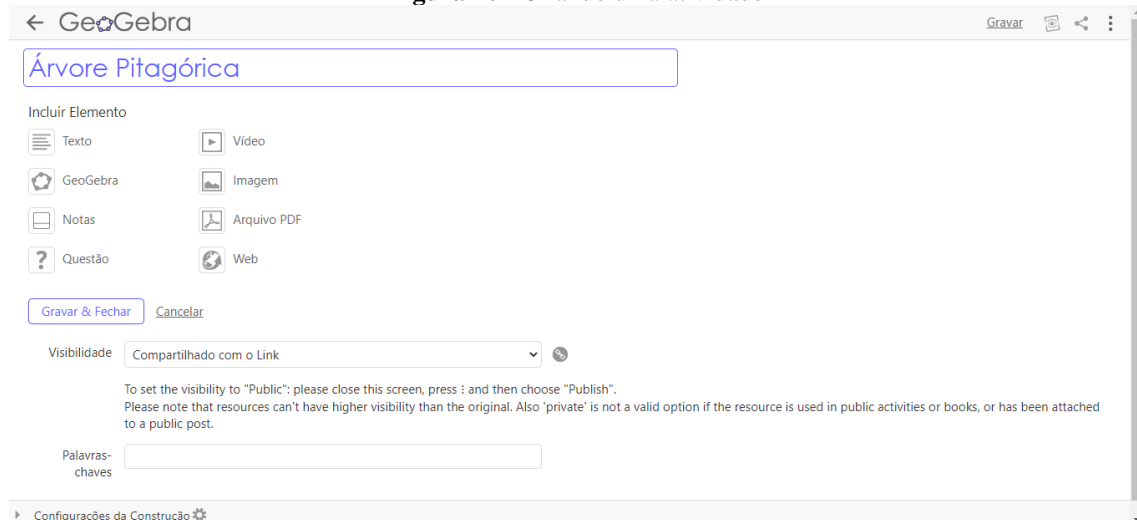 GeoGebra
Gravar
Árvore Pitagórica
Incluir Elemento
Texto
Vídeo
GeoGebra
Imagem
Notas
Arquivo PDF
Questão
Web
Gravar & Fechar
Cancelar
Visibilidade
Compartilhado com o Link
To set the visibility to "Public": please close this screen, press ⁝ and then choose "Publish".
Please note that resources can't have higher visibility than the original. Also 'private' is not a valid option if the resource is used in public activities or books, or has been attached
to a public post.
Palavras-
chaves
Configurações da Construção